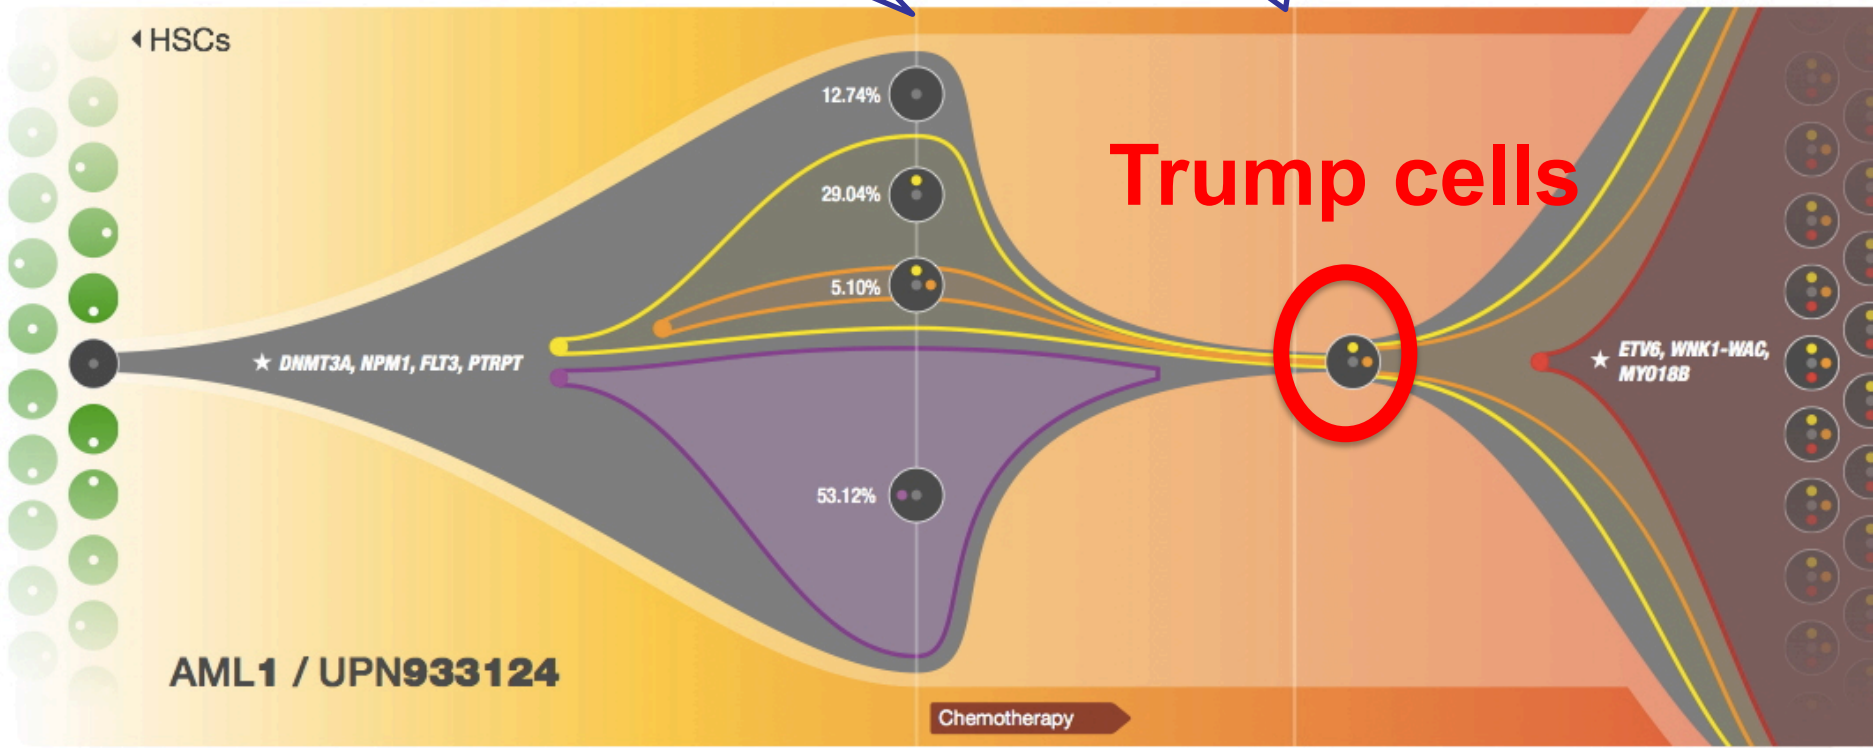 ◂ HSCs
12.74%
29.04%
5.10%
53.12%
Trump cells
★ DNMT3A, NPM1, FLT3, PTRPT
★ ETV6, WNK1-WAC,
MYO18B
AML1 / UPN933124
Chemotherapy